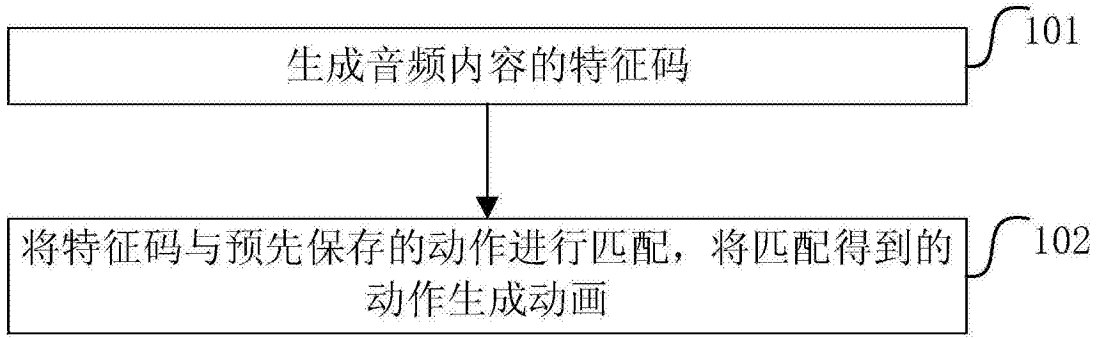 生成音频内容的特征码
101
将特征码与预先保存的动作进行匹配，将匹配得到的
动作生成动画
102